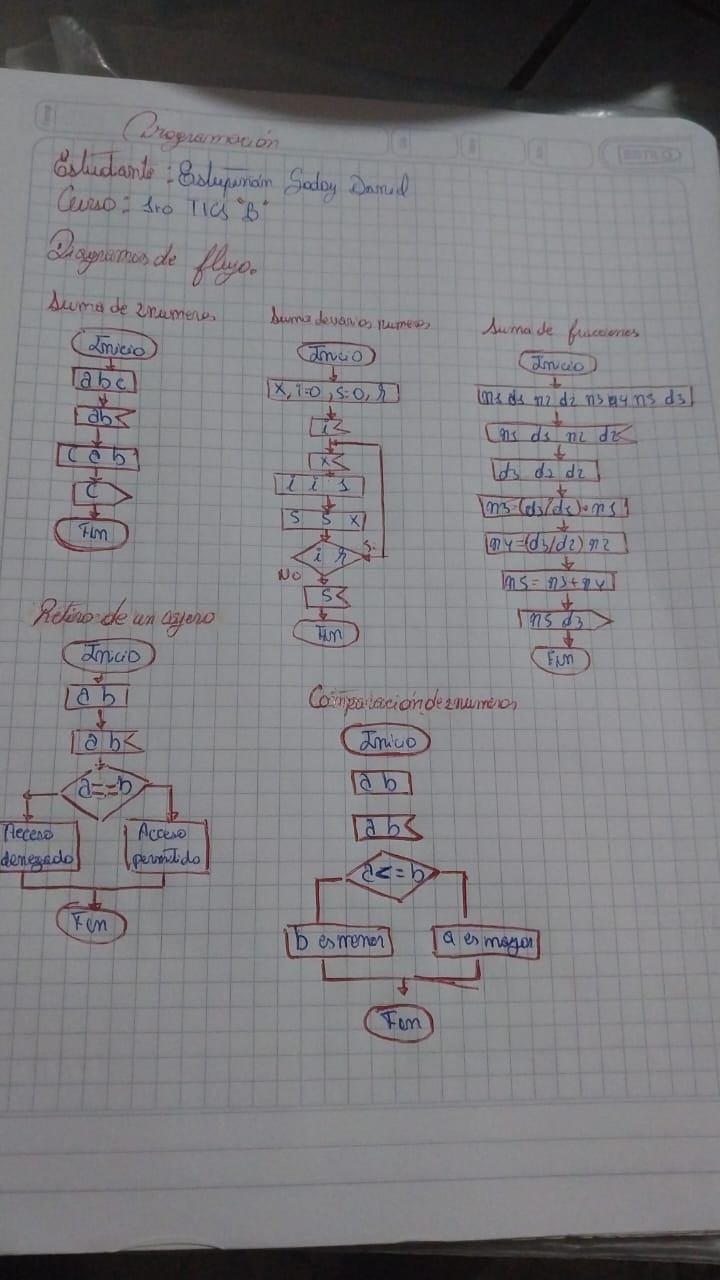 Programación
Estudiante: Estupiñán Godoy Daniel
Curso: 1ro TICS "B"
Diagramas de flujo.
Suma de 2 numeros
Inicio
a b c
a b
c a b
c
Fin
Suma de varios numeros
Inicio
x, i=0, s=0, r
i
x
i i 1
s s x
i r
Si
No
s
Fin
Suma de fracciones
Inicio
n1 d1 n2 d2 n3 n4 n5 d3
n1 d1 n2 d2
d3 d1 d2
n3=(d3/d1)*n1
n4=(d3/d2) n2
n5= n3+n4
n5 d3
Fin
Retiro de un cajero
Inicio
a b
a b
a==b
Acceso
denegado
Acceso
permitido
Fin
Comparación de 2 numeros
Inicio
a b
a b
b es menor
a es mayor
Fin